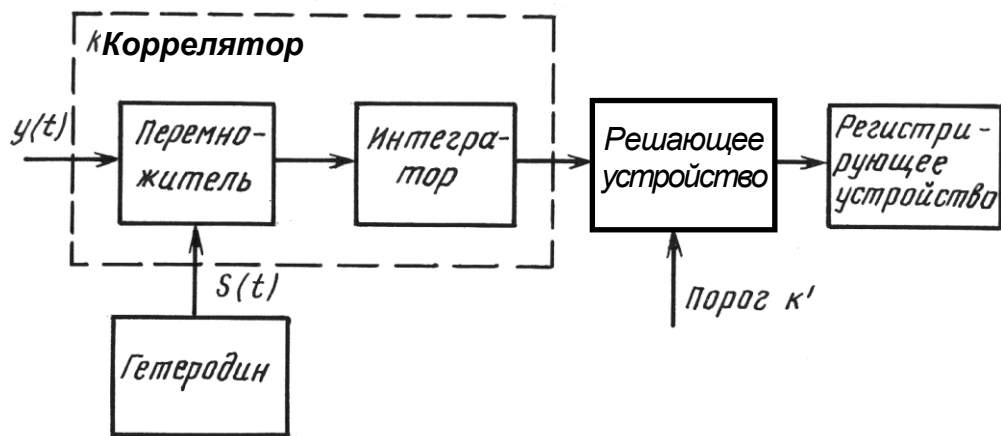 кКоррелятор
y(t)
Перемно-
житель
Интегра-
тор
Решающее
устройство
Регистри-
рующее
устройство
S(t)
Порог к'
Гетеродин